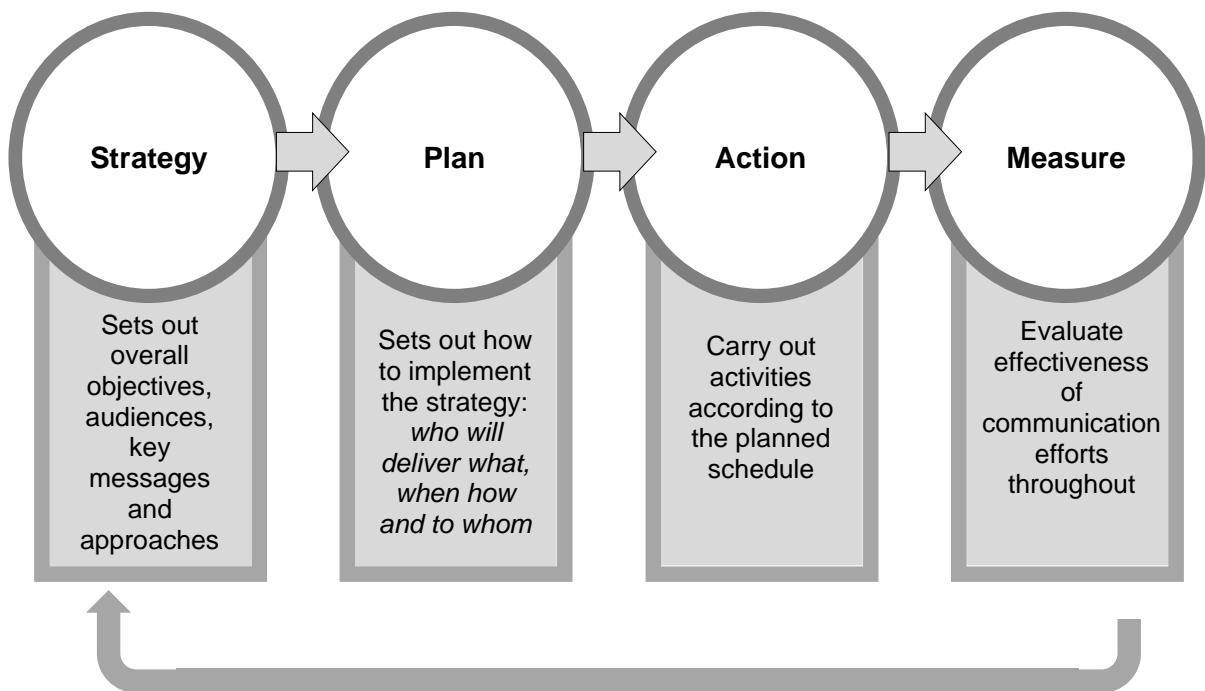 Strategy
Plan
Action
Measure
Sets out
overall
objectives,
audiences,
key
messages
and
approaches
Sets out how
to implement
the strategy:
who will
deliver what,
when how
and to whom
Carry out
activities
according to
the planned
schedule
Evaluate
effectiveness
of
communication
efforts
throughout